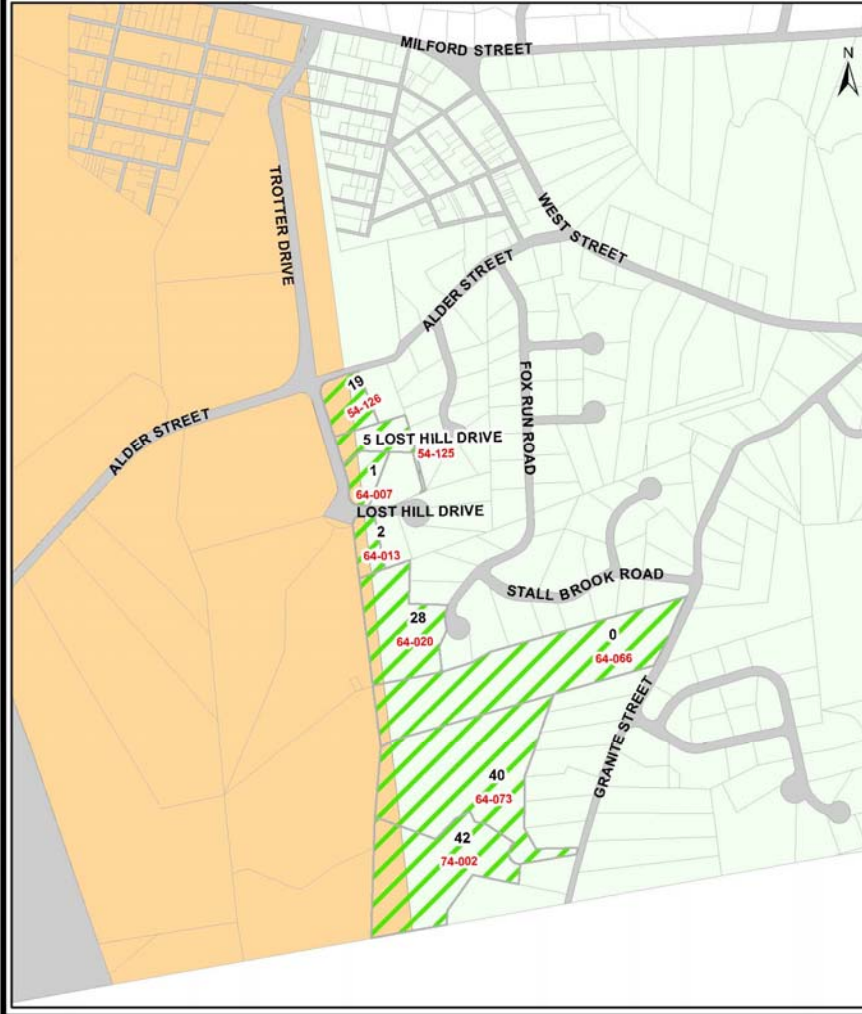 MILFORD STREET
N
TROTTER DRIVE
WEST STREET
ALDER STREET
FOX RUN ROAD
19
54-126
ALDER STREET
5 LOST HILL DRIVE
54-125
1
64-007
LOST HILL DRIVE
2
64-013
STALL BROOK ROAD
28
64-020
0
64-066
GRANITE STREET
40
64-073
42
74-002